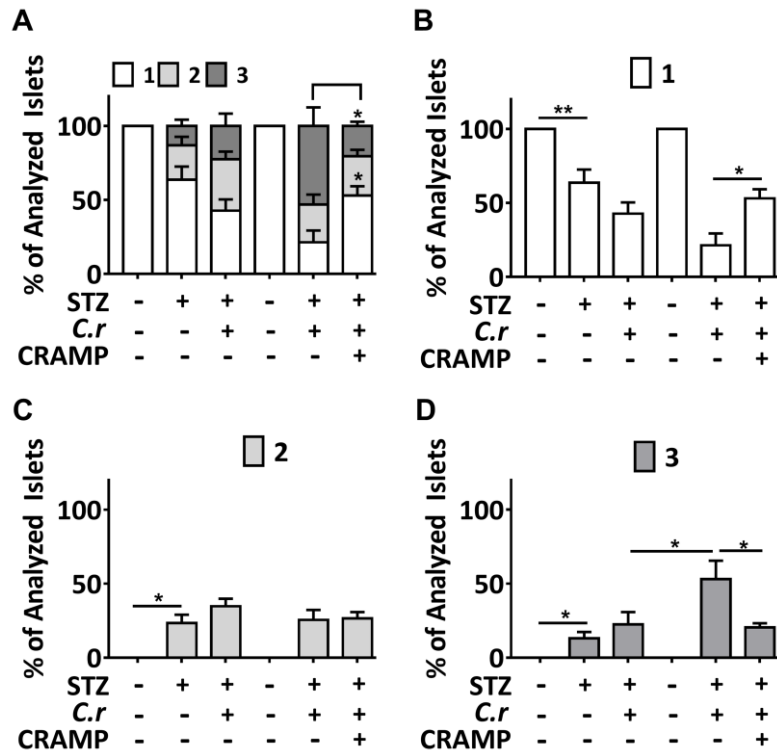 A
1 2 3
% of Analyzed Islets
100
50
0
*
*
STZ - + + - + +
C.r - - + - + +
CRAMP - - - - - +
B
1
% of Analyzed Islets
100
50
0
**
*
STZ - + + - + +
C.r - - + - + +
CRAMP - - - - - +
C
2
% of Analyzed Islets
100
50
0
*
STZ - + + - + +
C.r - - + - + +
CRAMP - - - - - +
D
3
% of Analyzed Islets
100
50
0
*
*
*
STZ - + + - + +
C.r - - + - + +
CRAMP - - - - - +